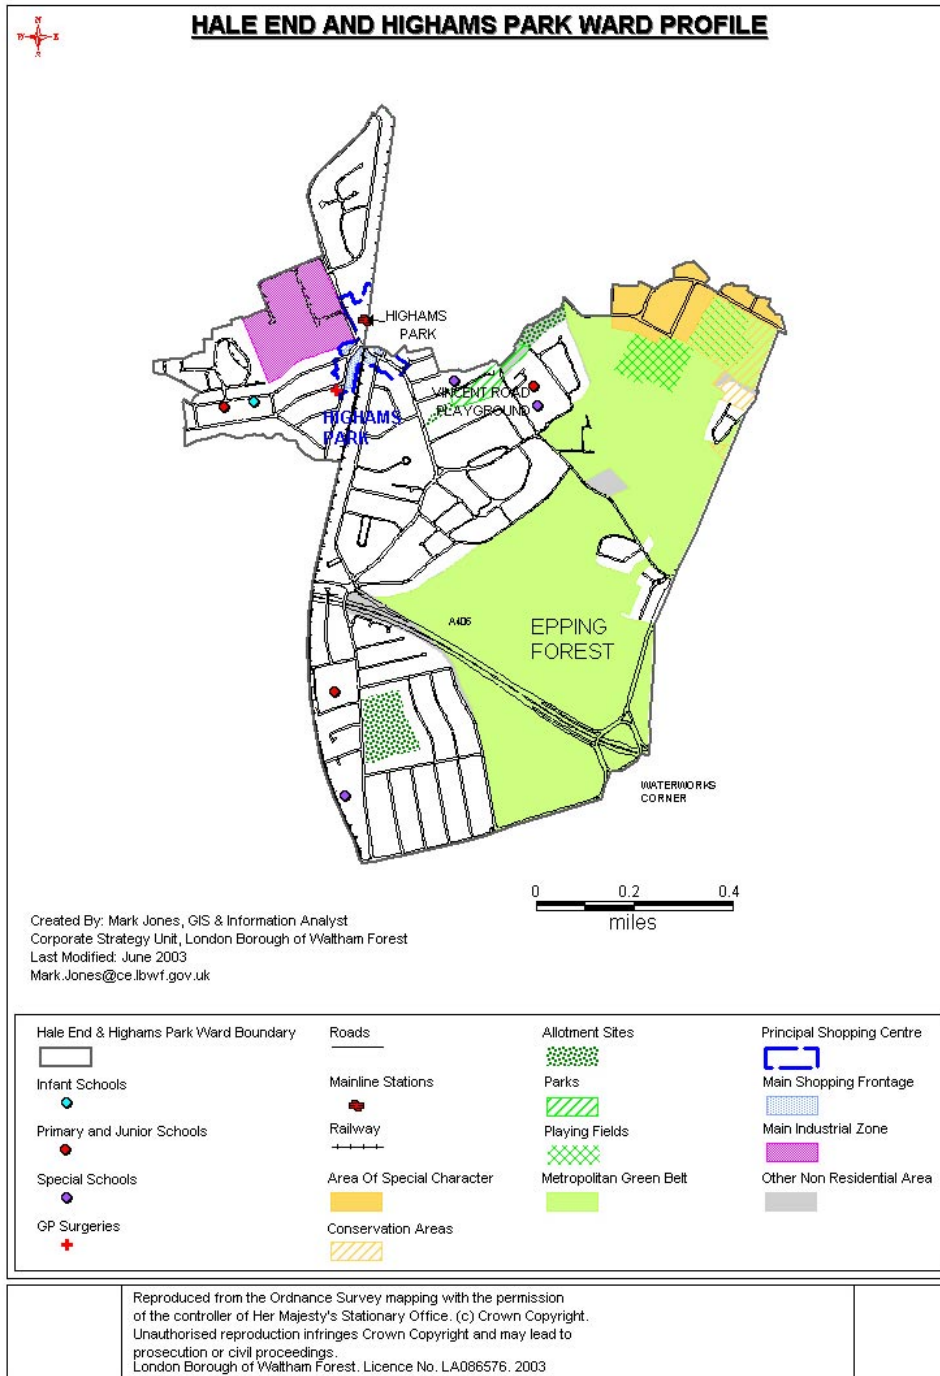 HALE END AND HIGHAMS PARK WARD PROFILE
N
W
E
S
HIGHAMS
PARK
VINCENT ROAD
PLAYGROUND
HIGHAMS
PARK
A406
EPPING
FOREST
WATERWORKS
CORNER
0 0.2 0.4
miles
Created By: Mark Jones, GIS & Information Analyst
Corporate Strategy Unit, London Borough of Waltham Forest
Last Modified: June 2003
Mark.Jones@ce.lbwf.gov.uk
Hale End & Highams Park Ward Boundary
Infant Schools
Primary and Junior Schools
Special Schools
GP Surgeries
Roads
Mainline Stations
Railway
Area Of Special Character
Conservation Areas
Allotment Sites
Parks
Playing Fields
Metropolitan Green Belt
Principal Shopping Centre
Main Shopping Frontage
Main Industrial Zone
Other Non Residential Area
Reproduced from the Ordnance Survey mapping with the permission
of the controller of Her Majesty's Stationary Office. (c) Crown Copyright.
Unauthorised reproduction infringes Crown Copyright and may lead to
prosecution or civil proceedings.
London Borough of Waltham Forest. Licence No. LA086576. 2003